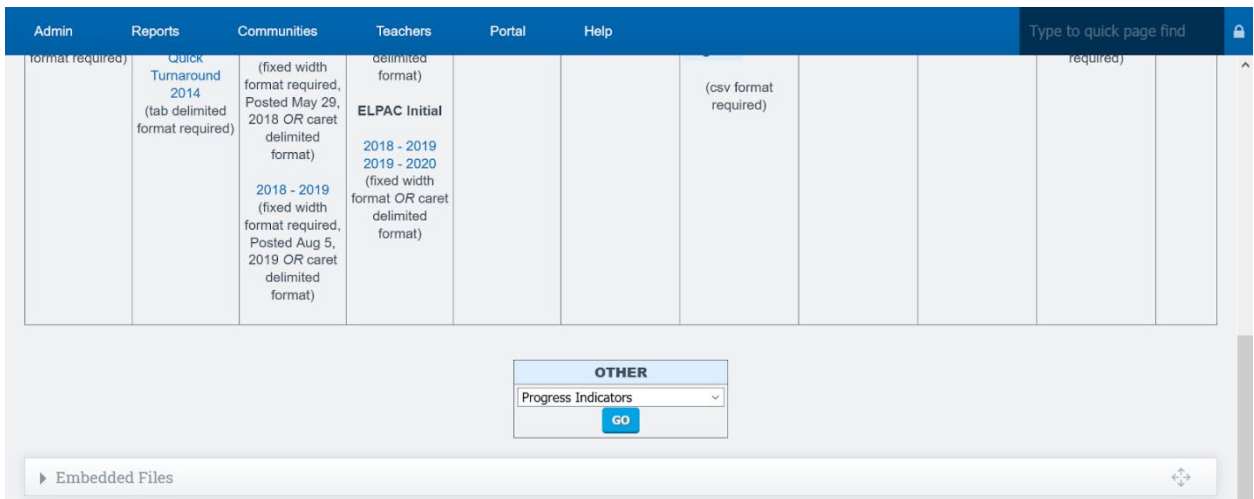 Admin Reports Communities Teachers Portal Help Type to quick page find
format required)
Quick
Turnaround
2014
(tab delimited
format required)
(fixed width
format required,
Posted May 29,
2018 OR caret
delimited
format)
2018 - 2019
(fixed width
format required,
Posted Aug 5,
2019 OR caret
delimited
format)
delimited
format)
ELPAC Initial
2018 - 2019
2019 - 2020
(fixed width
format OR caret
delimited
format)
(csv format
required)
required)
OTHER
Progress Indicators
GO
Embedded Files